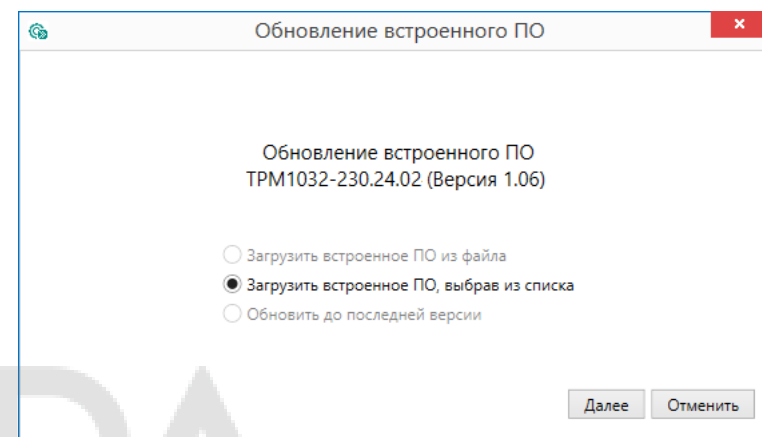 Обновление встроенного ПО
Обновление встроенного ПО
ТРМ1032-230.24.02 (Версия 1.06)
Загрузить встроенное ПО из файла
Загрузить встроенное ПО, выбрав из списка
Обновить до последней версии
Далее Отменить